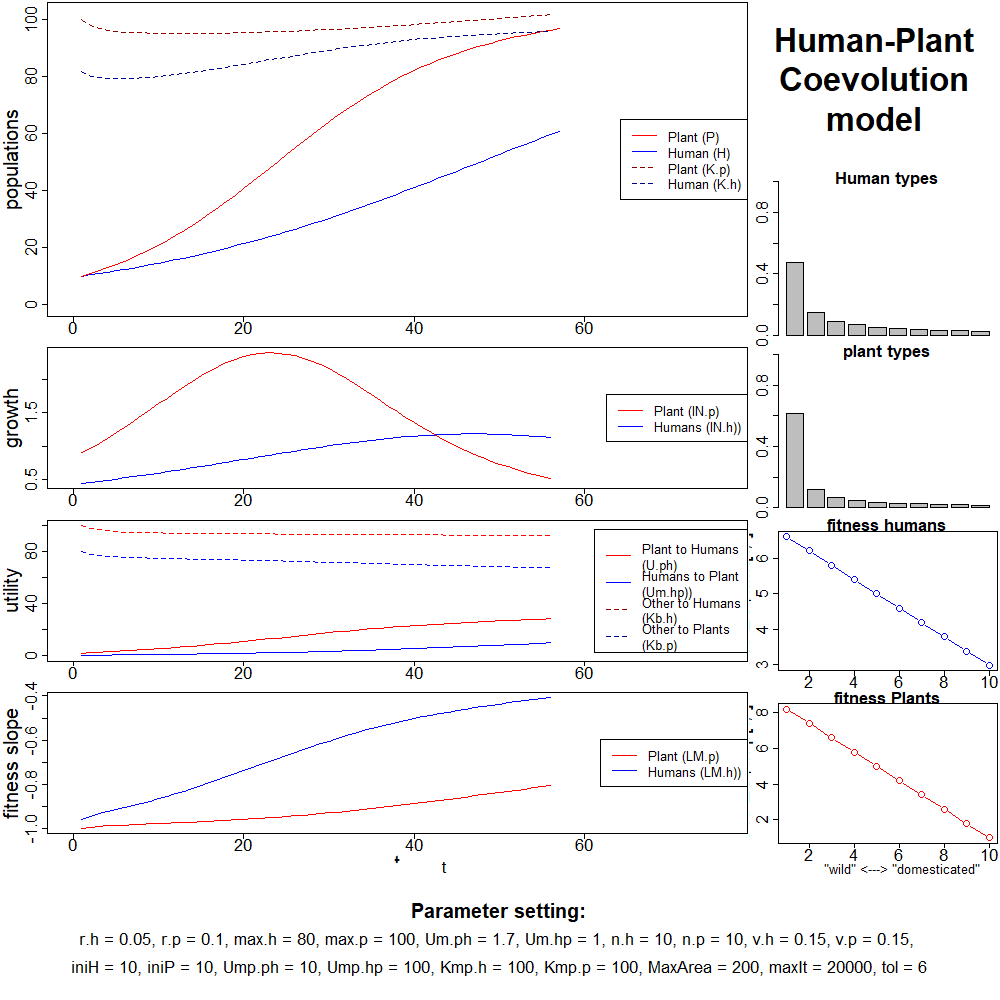 Human-Plant
Coevolution
model
populations
0
20
40
60
80
100
0
20
40
60
Plant (P)
Human (H)
Plant (K.p)
Human (K.h)
growth
0.5
1.5
0
20
40
60
Plant (IN.p)
Humans (IN.h))
utility
0
40
80
0
20
40
60
Plant to Humans
(U.ph)
Humans to Plant
(Um.hp))
Other to Humans
(Kb.h)
Other to Plants
(Kb.p)
fitness slope
-1.0
-0.8
-0.6
-0.4
0
20
40
60
t
Plant (LM.p)
Humans (LM.h))
Human types
0.0
0.4
0.8
plant types
0.0
0.4
0.8
fitness humans
3
4
5
6
2
4
6
8
10
fitness Plants
2
4
6
8
2
4
6
8
10
"wild" <---> "domesticated"
Parameter setting:
r.h = 0.05, r.p = 0.1, max.h = 80, max.p = 100, Um.ph = 1.7, Um.hp = 1, n.h = 10, n.p = 10, v.h = 0.15, v.p = 0.15,
iniH = 10, iniP = 10, Ump.ph = 10, Ump.hp = 100, Kmp.h = 100, Kmp.p = 100, MaxArea = 200, maxIt = 20000, tol = 6